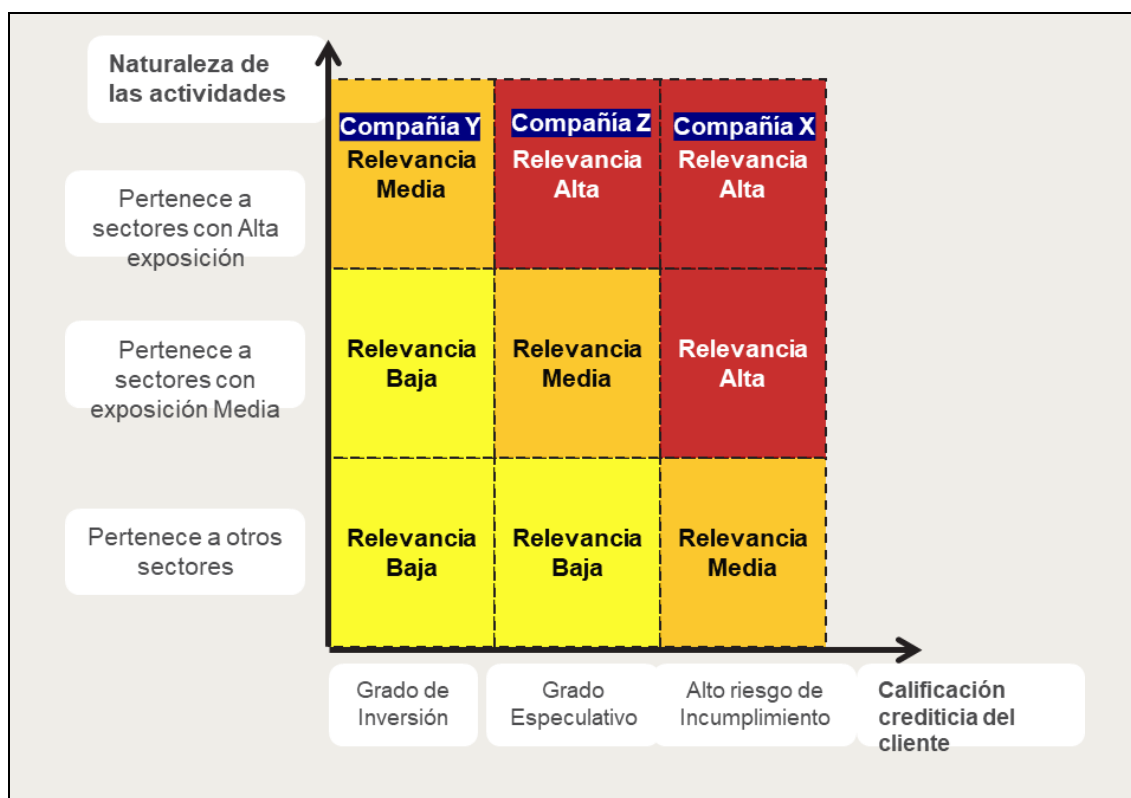 Naturaleza de
las actividades
Compañía Y
Relevancia
Media
Compañía Z
Relevancia
Alta
Compañía X
Relevancia
Alta
Pertenece a
sectores con Alta
exposición
Pertenece a
sectores con
exposición Media
Relevancia
Baja
Relevancia
Media
Relevancia
Alta
Pertenece a otros
sectores
Relevancia
Baja
Relevancia
Baja
Relevancia
Media
Grado de
Inversión
Grado
Especulativo
Alto riesgo de
Incumplimiento
Calificación
crediticia del
cliente